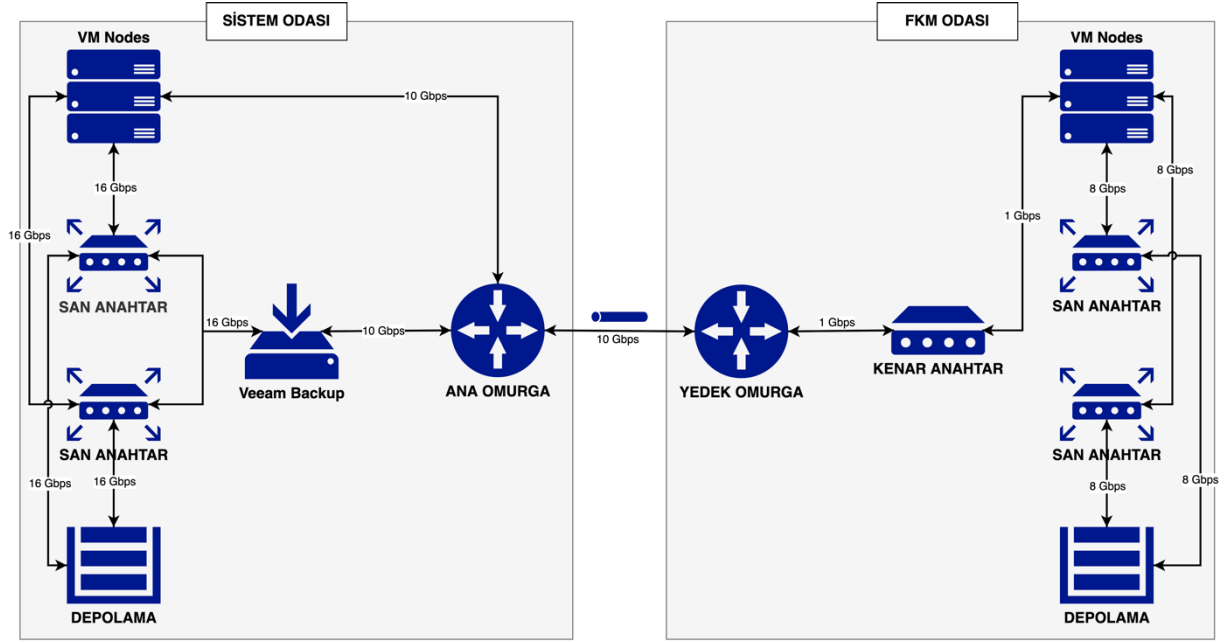 SİSTEM ODASI
VM Nodes
10 Gbps
16 Gbps
16 Gbps
SAN ANAHTAR
16 Gbps
10 Gbps
Veeam Backup
ANA OMURGA
SAN ANAHTAR
16 Gbps
16 Gbps
DEPOLAMA
10 Gbps
FKM ODASI
VM Nodes
8 Gbps
8 Gbps
1 Gbps
SAN ANAHTAR
1 Gbps
YEDEK OMURGA
KENAR ANAHTAR
SAN ANAHTAR
8 Gbps
8 Gbps
DEPOLAMA